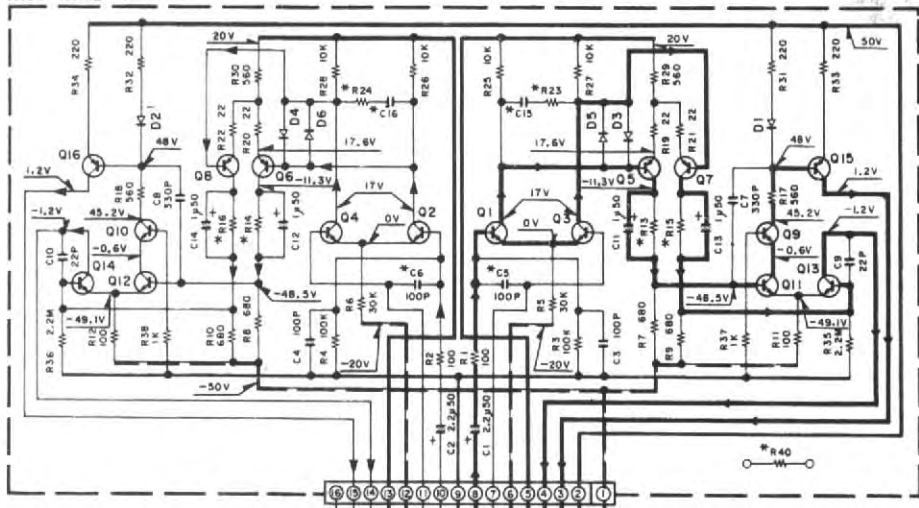 20V
20V
50V
R34 220
R32 220
R30 560
R28 10K
*R24
*C16
R26 10K
R25 10K
*C15
*R23
R27 10K
R29 560
R31 220
R33 220
D2
R22 22
R20 22
D4
D6
D5
D3
R19 22
R21 22
D1
48V
17.6V
17.6V
48V
Q16
Q8
Q6
Q5
Q7
Q15
1.2V
-11.3V
-11.3V
1.2V
R18 560
C8 330P
17V
17V
C7 330P
R17 560
-1.2V
45.2V
C14 1µ50
*R16
*R14
C12 1µ50
Q4
Q2
Q1
Q3
C11 1µ50
*R13
*R15
C13 1µ50
45.2V
-1.2V
Q10
0V
0V
Q9
C10 22P
-0.6V
-0.6V
C9 22P
Q14
Q12
*C6
100P
*C5
100P
Q11
Q13
-49.1V
-48.5V
R6 30K
R5 30K
-48.5V
-49.1V
R36 2.2M
R12 100
R38 1K
R10 680
R8 680
C4 100P
R4 100K
-20V
R2 100
R1 100
-20V
R3 100K
C3 100P
R7 680
R9 680
R37 1K
R11 100
R35 2.2M
-50V
+
C2 2.2µ50
+
C1 2.2µ50
*R40
16 15 14 13 12 11 10 9 8 7 6 5 4 3 2 1